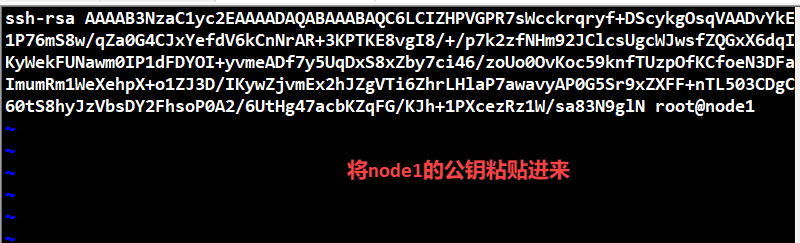 ssh-rsa AAAAB3NzaC1yc2EAAAADAQABAAABAQC6LCIZHPVGPR7sWcckrqryf+DScykgOsqVAADvYkE
1P76mS8w/qZa0G4CJxYefdV6kCnNrAR+3KPTKE8vgI8/+/p7k2zfNHm92JClcsUgcWJwsfZQGxX6dqI
KyWekFUNawm0IP1dFDYOI+yvmeADf7y5UqDxS8xZby7ci46/zoUo0OvKoc59knfTUzpOfKCfoeN3DFa
ImumRm1WeXehpX+o1ZJ3D/IKywZjvmEx2hJZgVTi6ZhrLHlaP7awavyAP0G5Sr9xZXFF+nTL503CDgC
60tS8hyJzVbsDY2FhsoP0A2/6UtHg47acbKZqFG/KJh+1PXcezRz1W/sa83N9glN root@node1
~
~
将node1的公钥粘贴进来
~
~
~
~